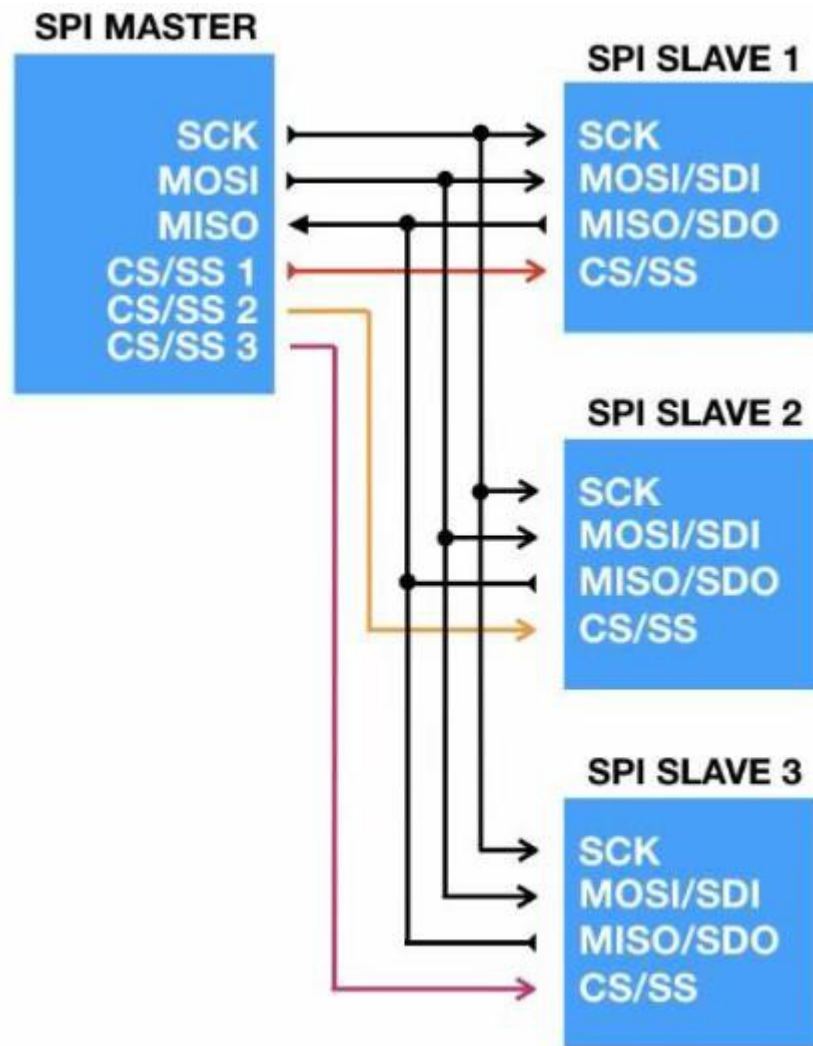 SPI MASTER
SCK
MOSI
MISO
CS/SS 1
CS/SS 2
CS/SS 3
SPI SLAVE 1
SCK
MOSI/SDI
MISO/SDO
CS/SS
SPI SLAVE 2
SCK
MOSI/SDI
MISO/SDO
CS/SS
SPI SLAVE 3
SCK
MOSI/SDI
MISO/SDO
CS/SS